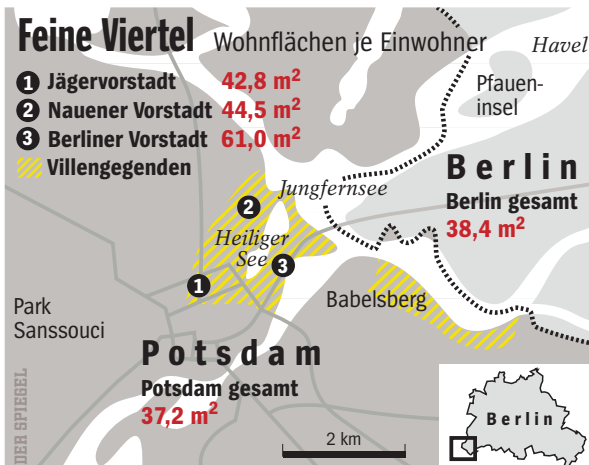 Feine Viertel Wohnflächen je Einwohner
1 Jägervorstadt 42,8 m²
2 Nauener Vorstadt 44,5 m²
3 Berliner Vorstadt 61,0 m²
Villengegenden
Havel
Pfauen-
insel
Berlin
Berlin gesamt
38,4 m²
Jungfernsee
2
Heiliger
See
3
1
Babelsberg
Park
Sanssouci
Potsdam
Potsdam gesamt
37,2 m²
2 km
Berlin
DER SPIEGEL